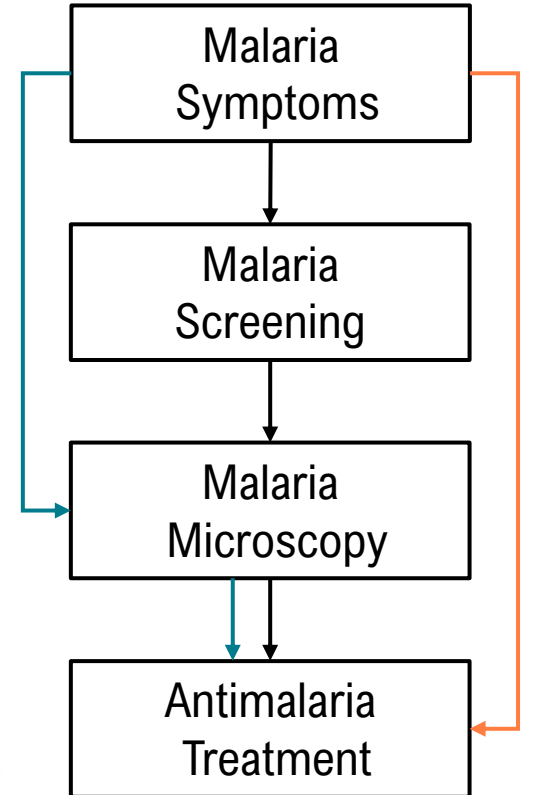 Malaria
Symptoms
Malaria
Screening
Malaria
Microscopy
Antimalaria
Treatment